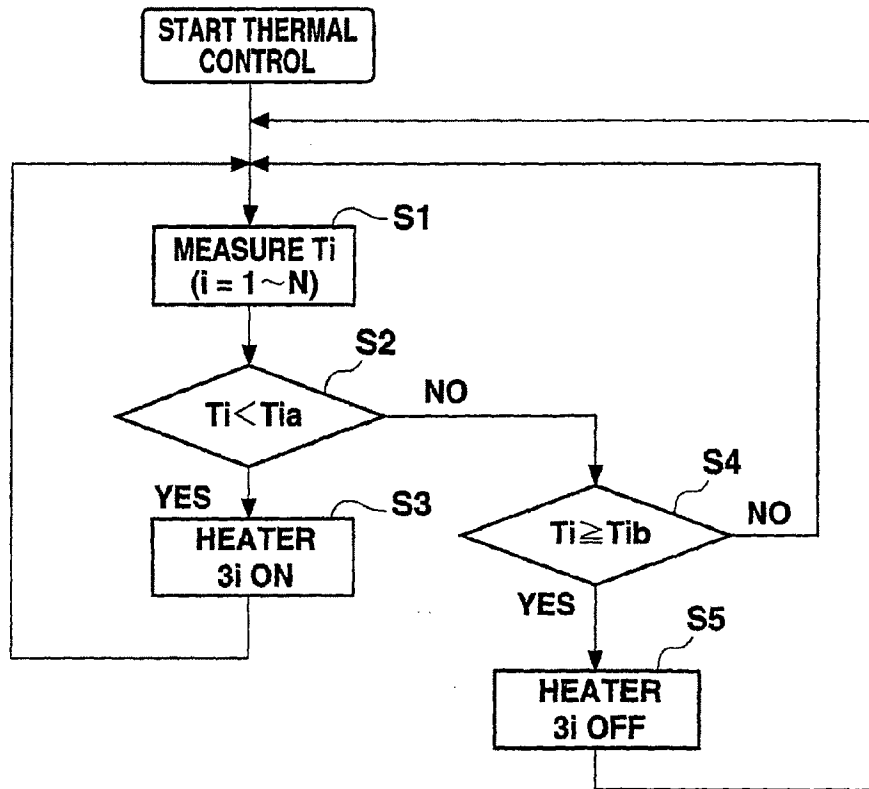 START THERMAL
CONTROL
S1
MEASURE Ti
(i = 1～N)
S2
Ti＜Tia
NO
YES
S3
HEATER
3i ON
S4
Ti≧Tib
NO
YES
S5
HEATER
3i OFF